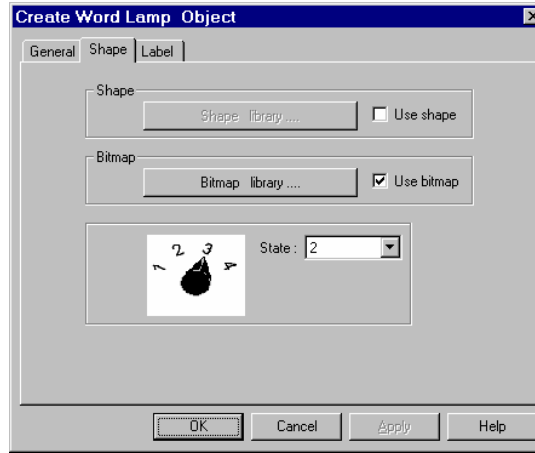 Create Word Lamp Object
General Shape Label
Shape
Shape library .... Use shape
Bitmap
Bitmap library .... Use bitmap
State : 2
1 2 3 4
OK Cancel Apply Help